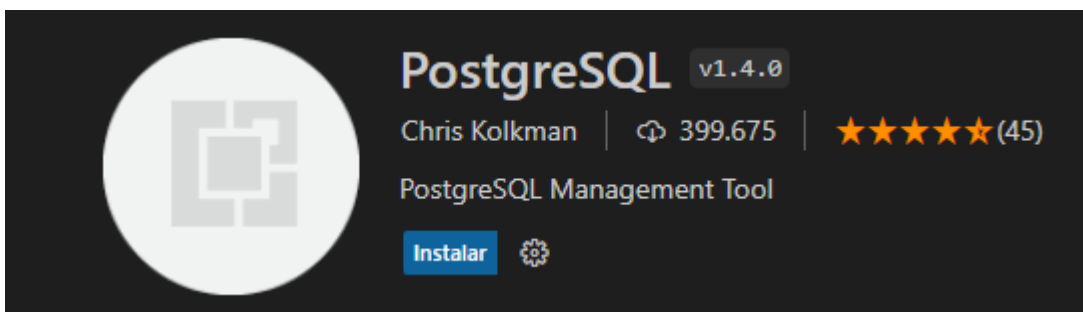 PostgreSQL v1.4.0
Chris Kolkman 399.675 (45)
PostgreSQL Management Tool
Instalar